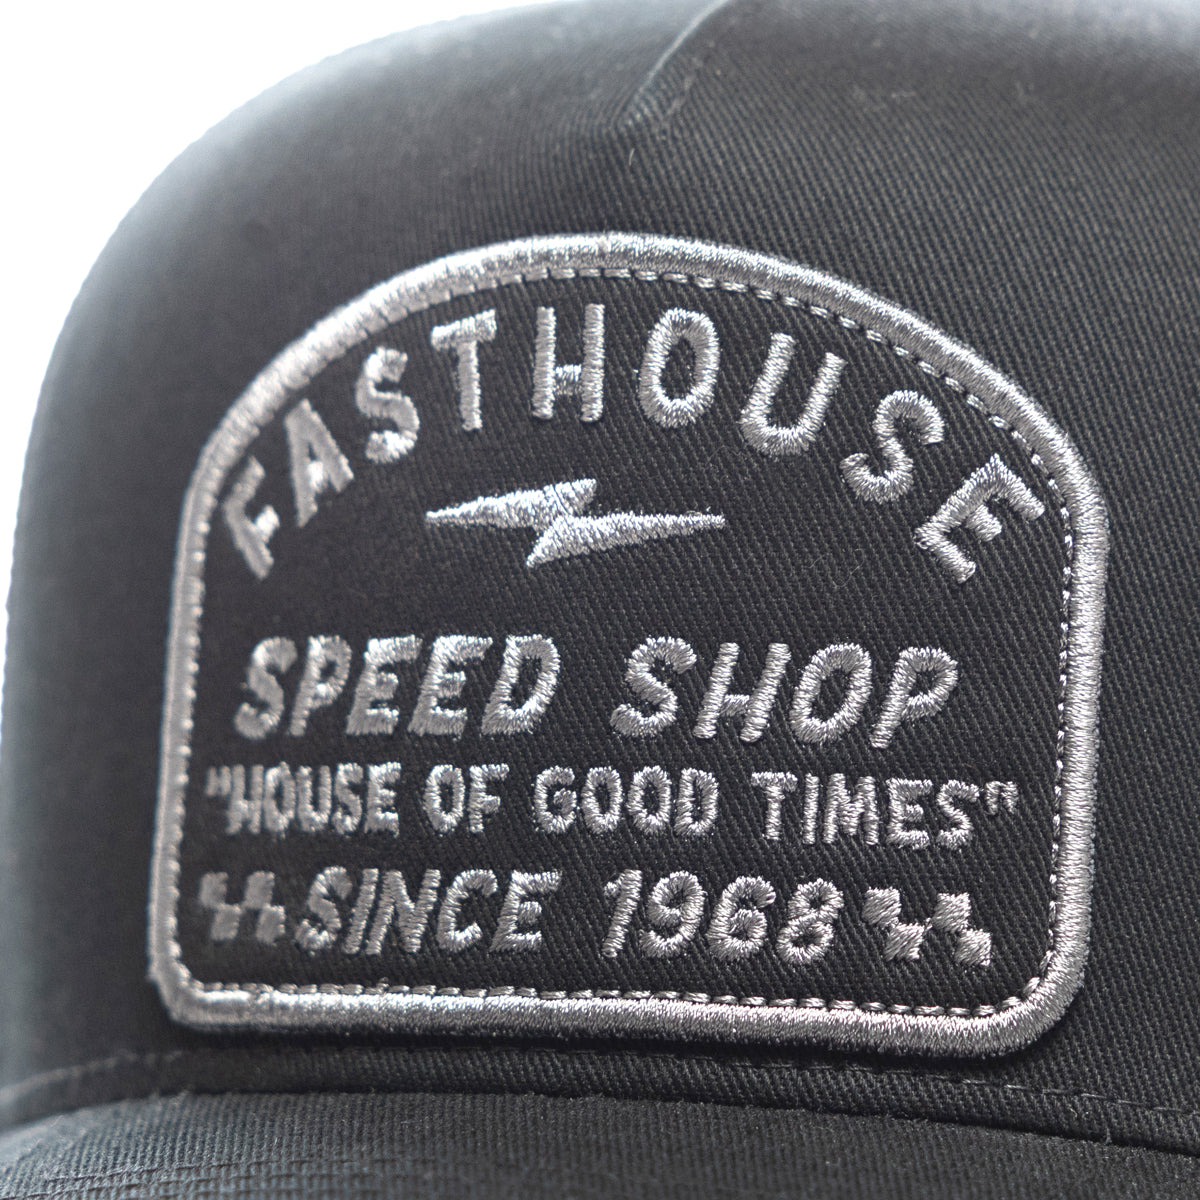 FASTHOUSE
SPEED SHOP
"HOUSE OF GOOD TIMES"
SINCE 1968